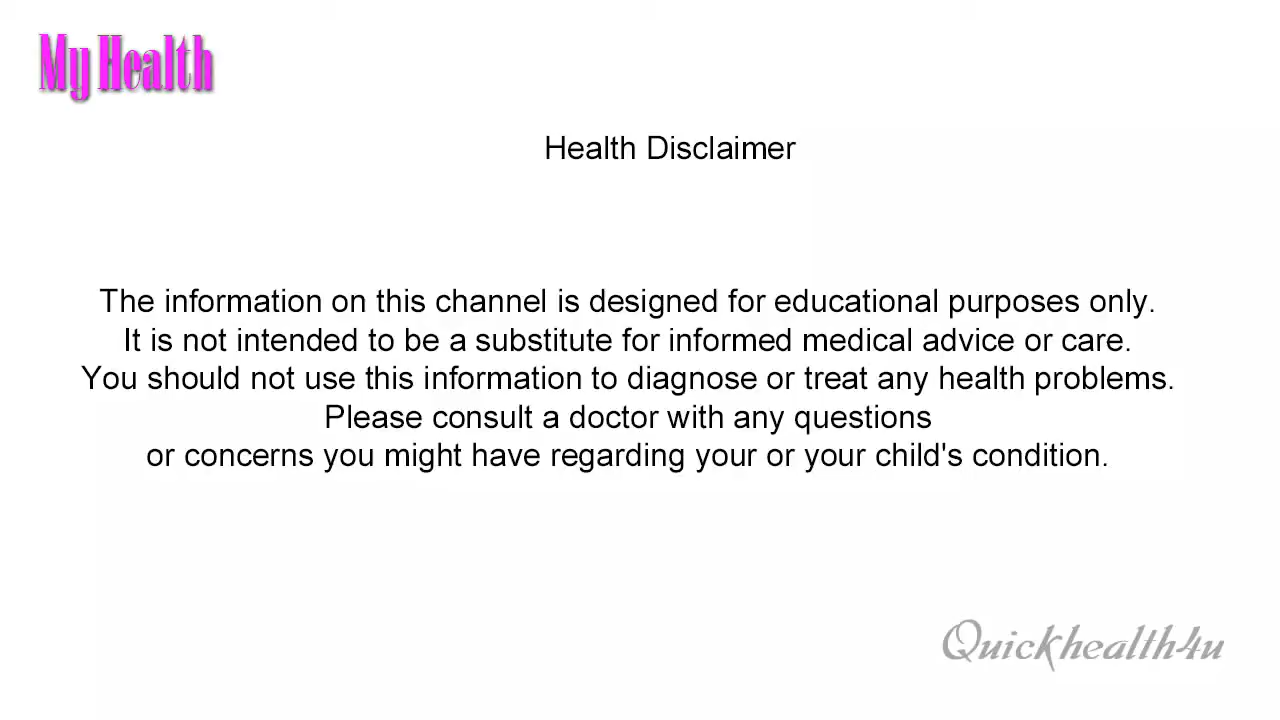 My Health
Health Disclaimer
The information on this channel is designed for educational purposes only.
It is not intended to be a substitute for informed medical advice or care.
You should not use this information to diagnose or treat any health problems.
Please consult a doctor with any questions
or concerns you might have regarding your or your child's condition.
Quickhealth4u